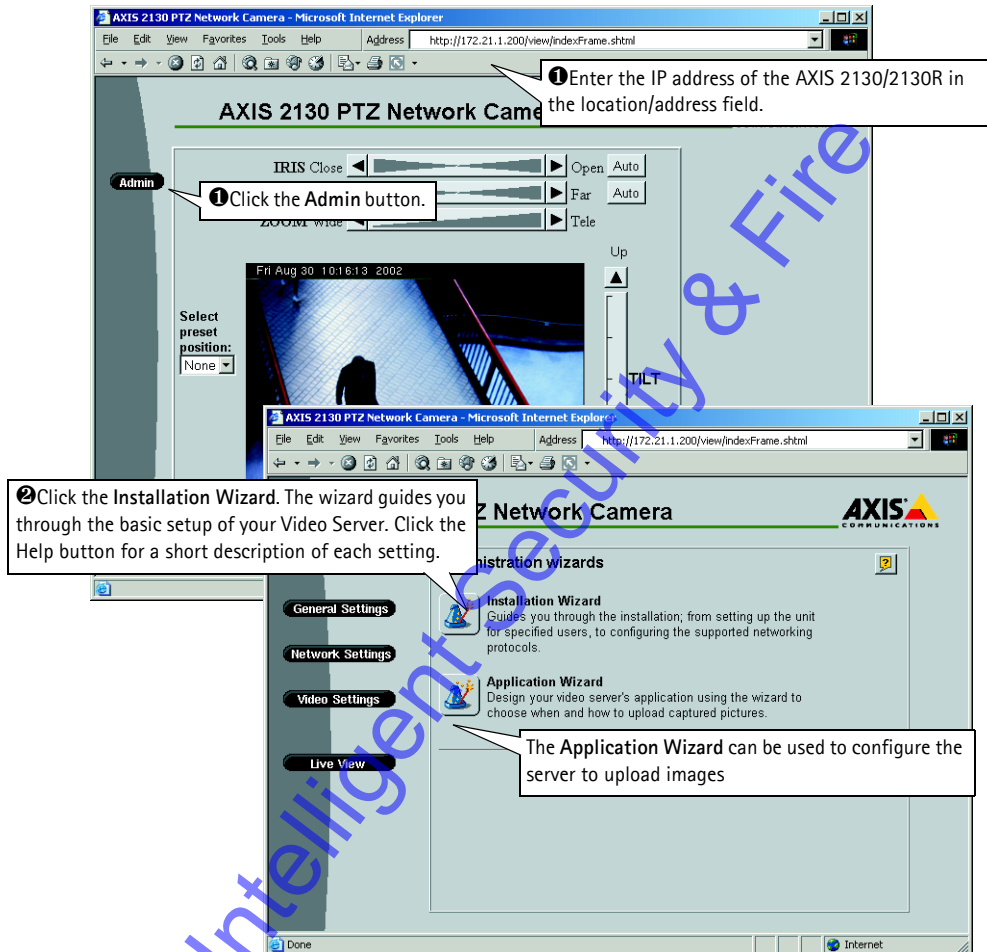 AXIS 2130 PTZ Network Camera - Microsoft Internet Explorer
File Edit View Favorites Tools Help Address http://172.21.1.200/view/indexFrame.shtml
❶Enter the IP address of the AXIS 2130/2130R in
the location/address field.
AXIS 2130 PTZ Network Came
IRIS Close Open Auto
Admin
❶Click the Admin button.
Far Auto
ZOOM Wide Tele
Up
Fri Aug 30 10:16:13 2002
Select
preset
position:
None
TILT
AXIS 2130 PTZ Network Camera - Microsoft Internet Explorer
File Edit View Favorites Tools Help Address http://172.21.1.200/view/indexFrame.shtml
❷Click the Installation Wizard. The wizard guides you
through the basic setup of your Video Server. Click the
Help button for a short description of each setting.
Z Network Camera
AXIS
COMMUNICATIONS
nistration wizards
General Settings
Network Settings
Video Settings
Live View
Installation Wizard
Guides you through the installation; from setting up the unit
for specified users, to configuring the supported networking
protocols.
Application Wizard
Design your video server's application using the wizard to
choose when and how to upload captured pictures.
The Application Wizard can be used to configure the
server to upload images
Done Internet
Intelligent Security & Fire